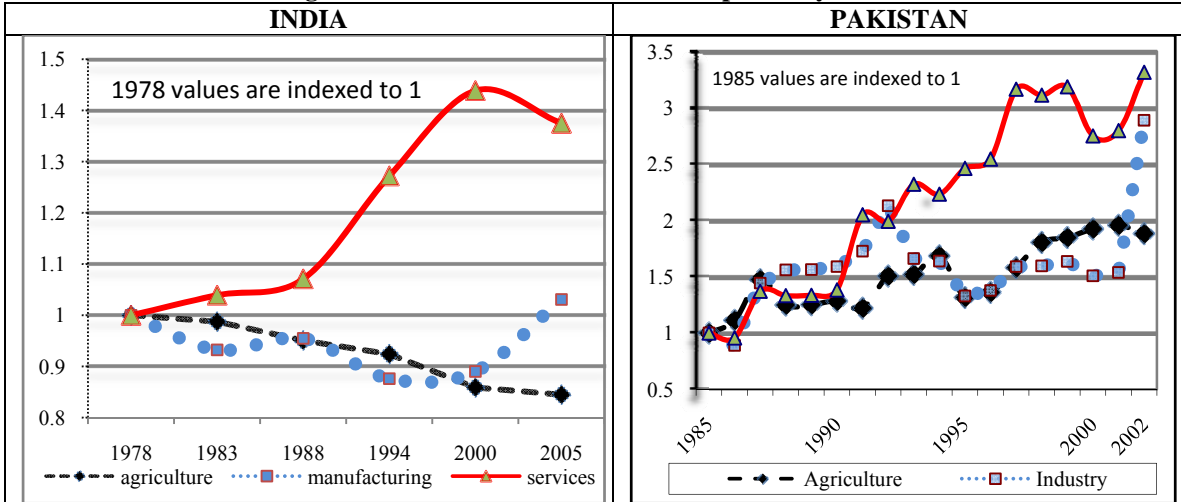 INDIA
PAKISTAN
1978 values are indexed to 1
1.5
1.4
1.3
1.2
1.1
1
0.9
0.8
1978 1983 1988 1994 2000 2005
agriculture manufacturing services
1985 values are indexed to 1
3.5
3
2.5
2
1.5
1
0.5
1985 1990 1995 2000 2002
Agriculture Industry